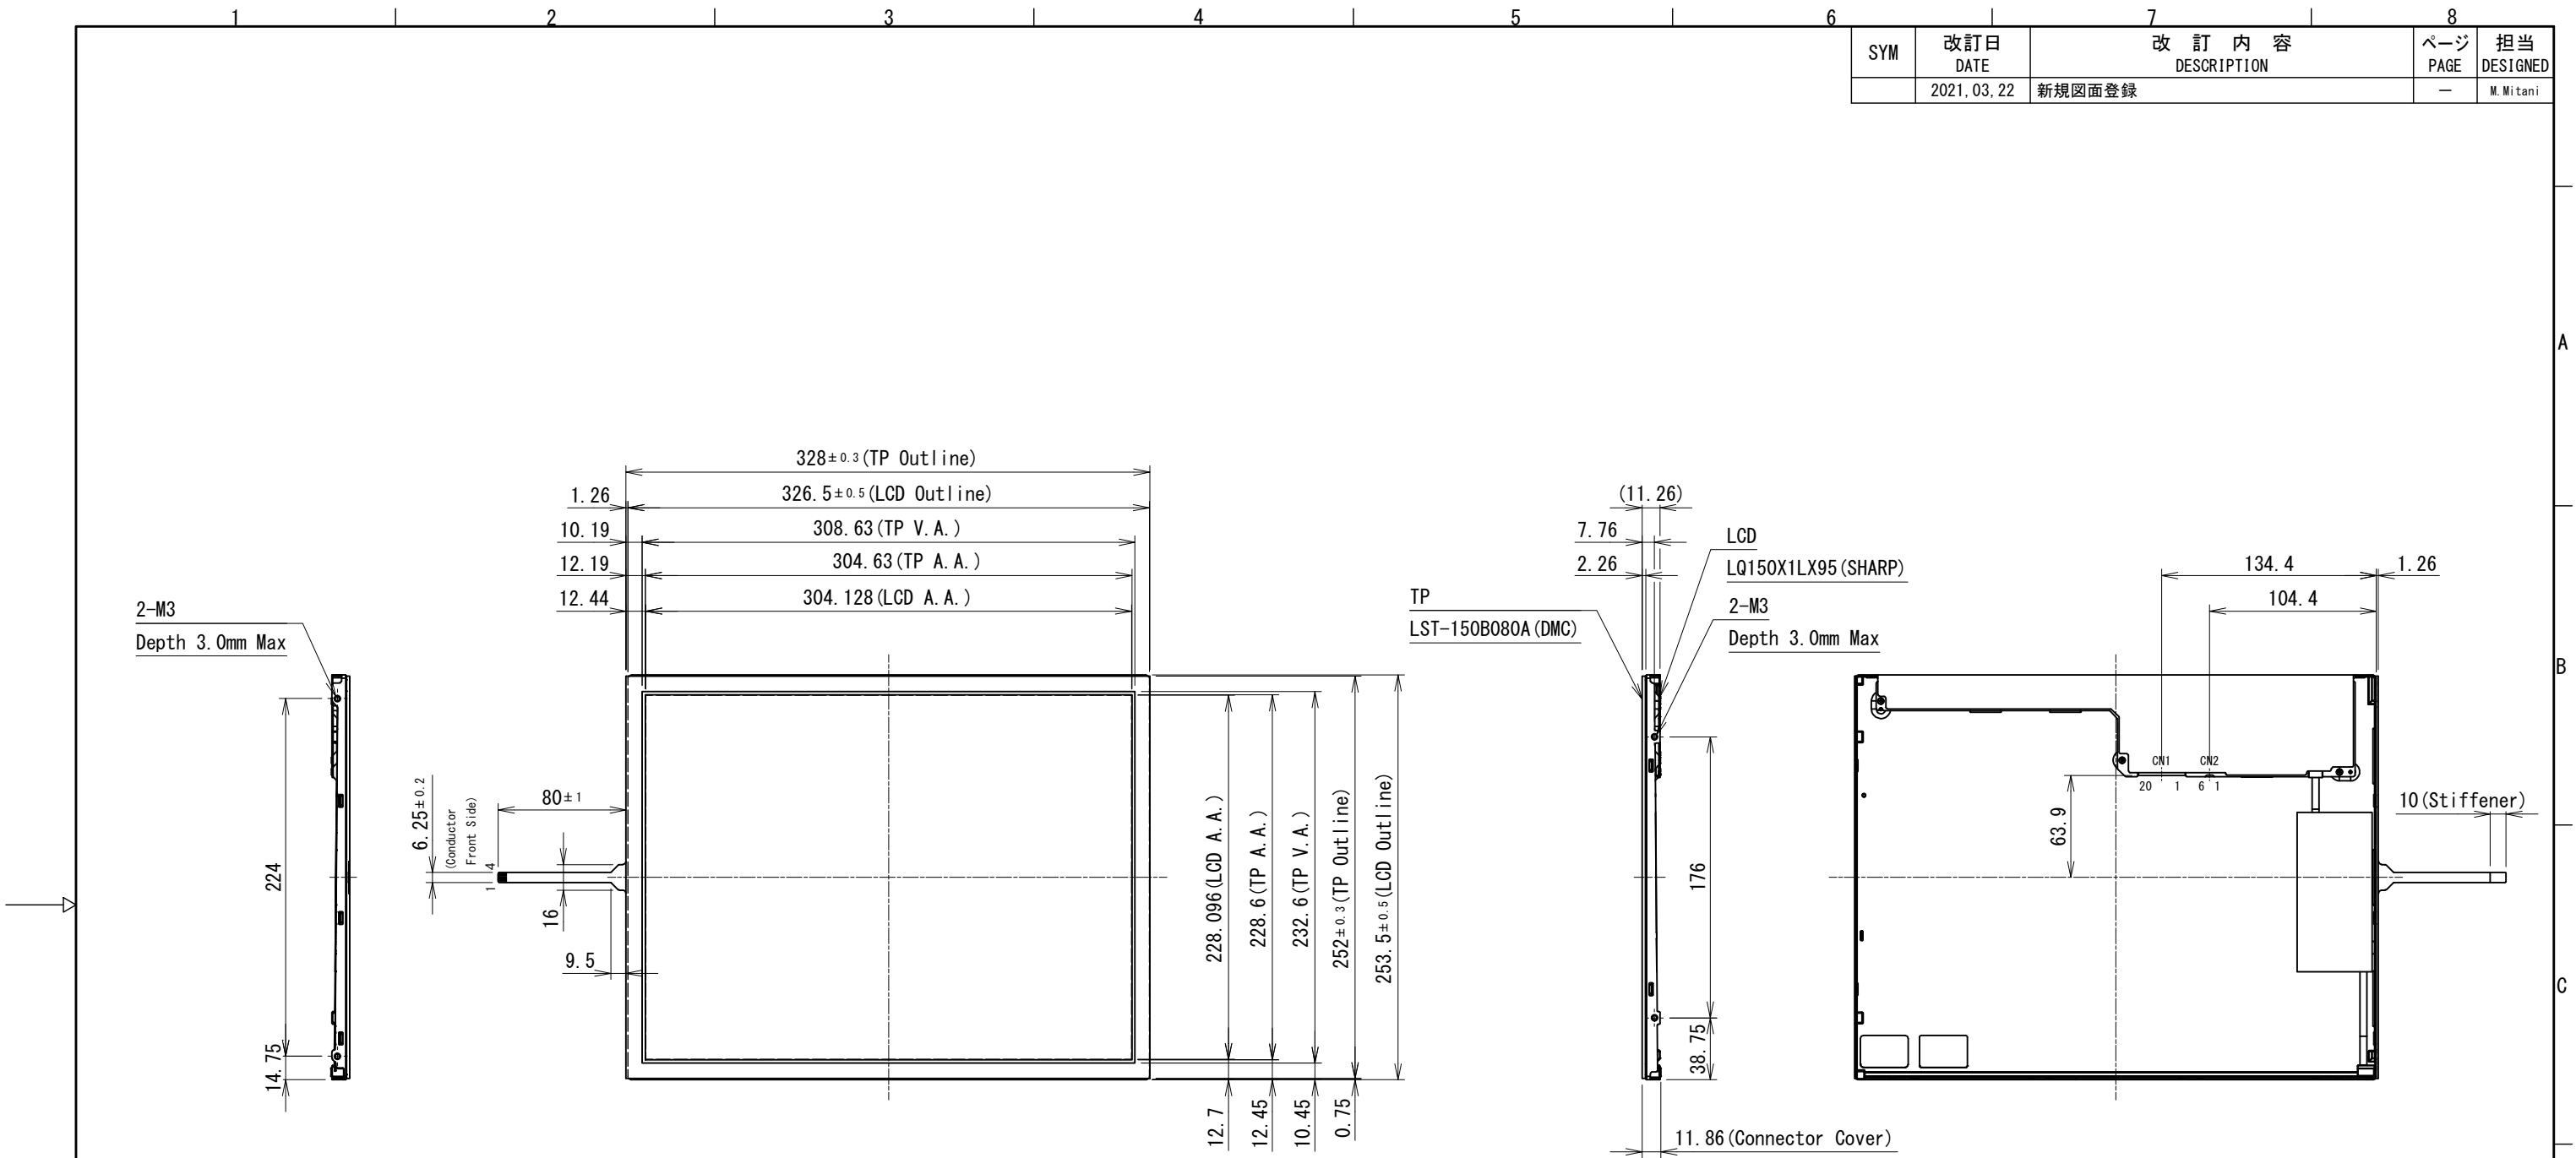 1 2 3 4 5 6 7 8
SYM 改訂日 改 訂 内 容 ページ 担当
DATE DESCRIPTION PAGE DESIGNED
2021,03,22 新規図面登録 — M.Mitani
A
B
C
328±0.3(TP Outline)
1.26 326.5±0.5(LCD Outline)
10.19 308.63(TP V.A.)
12.19 304.63(TP A.A.)
12.44 304.128(LCD A.A.)
2-M3
Depth 3.0mm Max
224
14.75
6.25±0.2
(Conductor
Front Side)
1 4
80±1
16
9.5
228.096(LCD A.A.)
228.6(TP A.A.)
232.6(TP V.A.)
252±0.3(TP Outline)
253.5±0.5(LCD Outline)
12.7
12.45
10.45
0.75
(11.26)
7.76
2.26
LCD
LQ150X1LX95(SHARP)
TP
LST-150B080A(DMC)
2-M3
Depth 3.0mm Max
176
38.75
11.86(Connector Cover)
134.4 1.26
104.4
CN1 CN2
20 1 6 1
63.9
10(Stiffener)